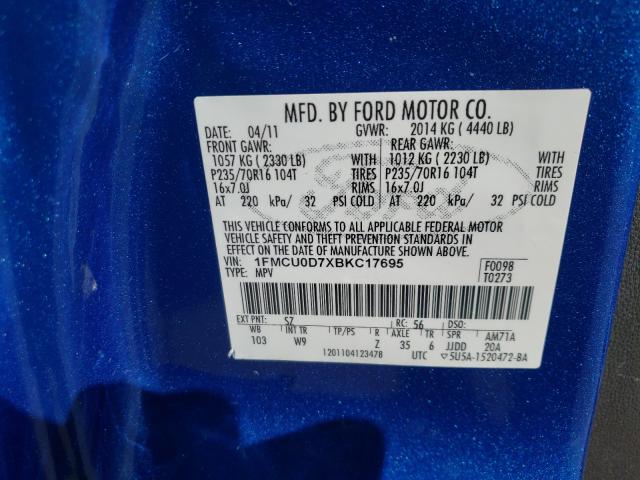 MFD. BY FORD MOTOR CO.
DATE: 04/11 GVWR: 2014 KG ( 4440 LB)
FRONT GAWR: REAR GAWR:
1057 KG ( 2330 LB) WITH 1012 KG ( 2230 LB) WITH
P235/70R16 104T TIRES P235/70R16 104T TIRES
16x7.0J RIMS 16x7.0J RIMS
AT 220 kPa/ 32 PSI COLD AT 220 kPa/ 32 PSI COLD
THIS VEHICLE CONFORMS TO ALL APPLICABLE FEDERAL MOTOR
VEHICLE SAFETY AND THEFT PREVENTION STANDARDS IN
EFFECT ON THE DATE OF MANUFACTURE SHOWN ABOVE.
VIN: 1FMCU0D7XBKC17695 F0098
TYPE: MPV T0273
EXT PNT: SZ RC: 56 DSO:
WB INT TR TP/PS R AXLE TR SPR AM71A
103 W9 Z 35 6 JJDD 20A
1201104123478 UTC ▽5U5A-1520472-BA
Ford